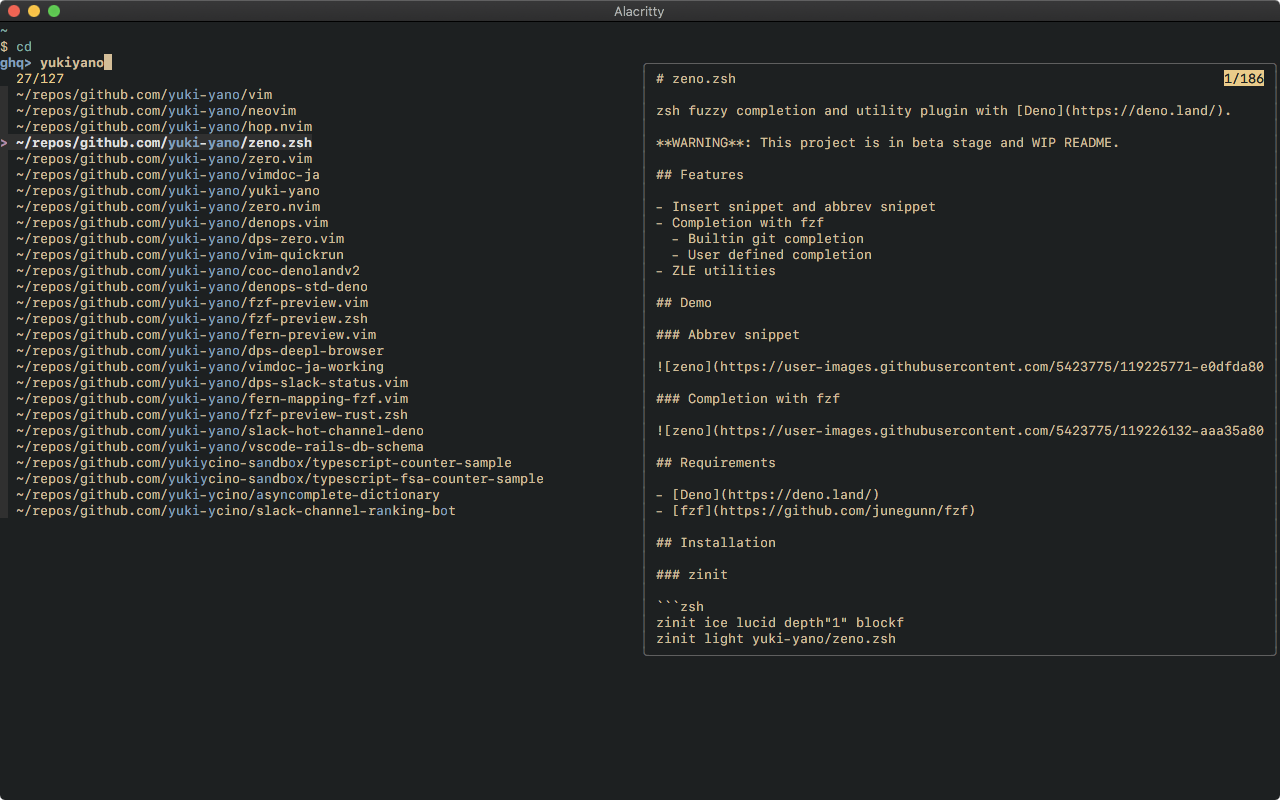 Alacritty
~
$ cd
ghq> yukiyano
27/127
~/repos/github.com/yuki-yano/vim
~/repos/github.com/yuki-yano/neovim
~/repos/github.com/yuki-yano/hop.nvim
> ~/repos/github.com/yuki-yano/zeno.zsh
~/repos/github.com/yuki-yano/zero.vim
~/repos/github.com/yuki-yano/vimdoc-ja
~/repos/github.com/yuki-yano/yuki-yano
~/repos/github.com/yuki-yano/zero.nvim
~/repos/github.com/yuki-yano/denops.vim
~/repos/github.com/yuki-yano/dps-zero.vim
~/repos/github.com/yuki-yano/vim-quickrun
~/repos/github.com/yuki-yano/coc-denolandv2
~/repos/github.com/yuki-yano/denops-std-deno
~/repos/github.com/yuki-yano/fzf-preview.vim
~/repos/github.com/yuki-yano/fzf-preview.zsh
~/repos/github.com/yuki-yano/fern-preview.vim
~/repos/github.com/yuki-yano/dps-deepl-browser
~/repos/github.com/yuki-yano/vimdoc-ja-working
~/repos/github.com/yuki-yano/dps-slack-status.vim
~/repos/github.com/yuki-yano/fern-mapping-fzf.vim
~/repos/github.com/yuki-yano/fzf-preview-rust.zsh
~/repos/github.com/yuki-yano/slack-hot-channel-deno
~/repos/github.com/yuki-yano/vscode-rails-db-schema
~/repos/github.com/yukiycino-sandbox/typescript-counter-sample
~/repos/github.com/yukiycino-sandbox/typescript-fsa-counter-sample
~/repos/github.com/yuki-ycino/asyncomplete-dictionary
~/repos/github.com/yuki-ycino/slack-channel-ranking-bot
# zeno.zsh
1/186
zsh fuzzy completion and utility plugin with [Deno](https://deno.land/).
**WARNING**: This project is in beta stage and WIP README.
## Features
- Insert snippet and abbrev snippet
- Completion with fzf
- Builtin git completion
- User defined completion
- ZLE utilities
## Demo
### Abbrev snippet
![zeno](https://user-images.githubusercontent.com/5423775/119225771-e0dfda80
### Completion with fzf
![zeno](https://user-images.githubusercontent.com/5423775/119226132-aaa35a80
## Requirements
- [Deno](https://deno.land/)
- [fzf](https://github.com/junegunn/fzf)
## Installation
### zinit
```zsh
zinit ice lucid depth"1" blockf
zinit light yuki-yano/zeno.zsh